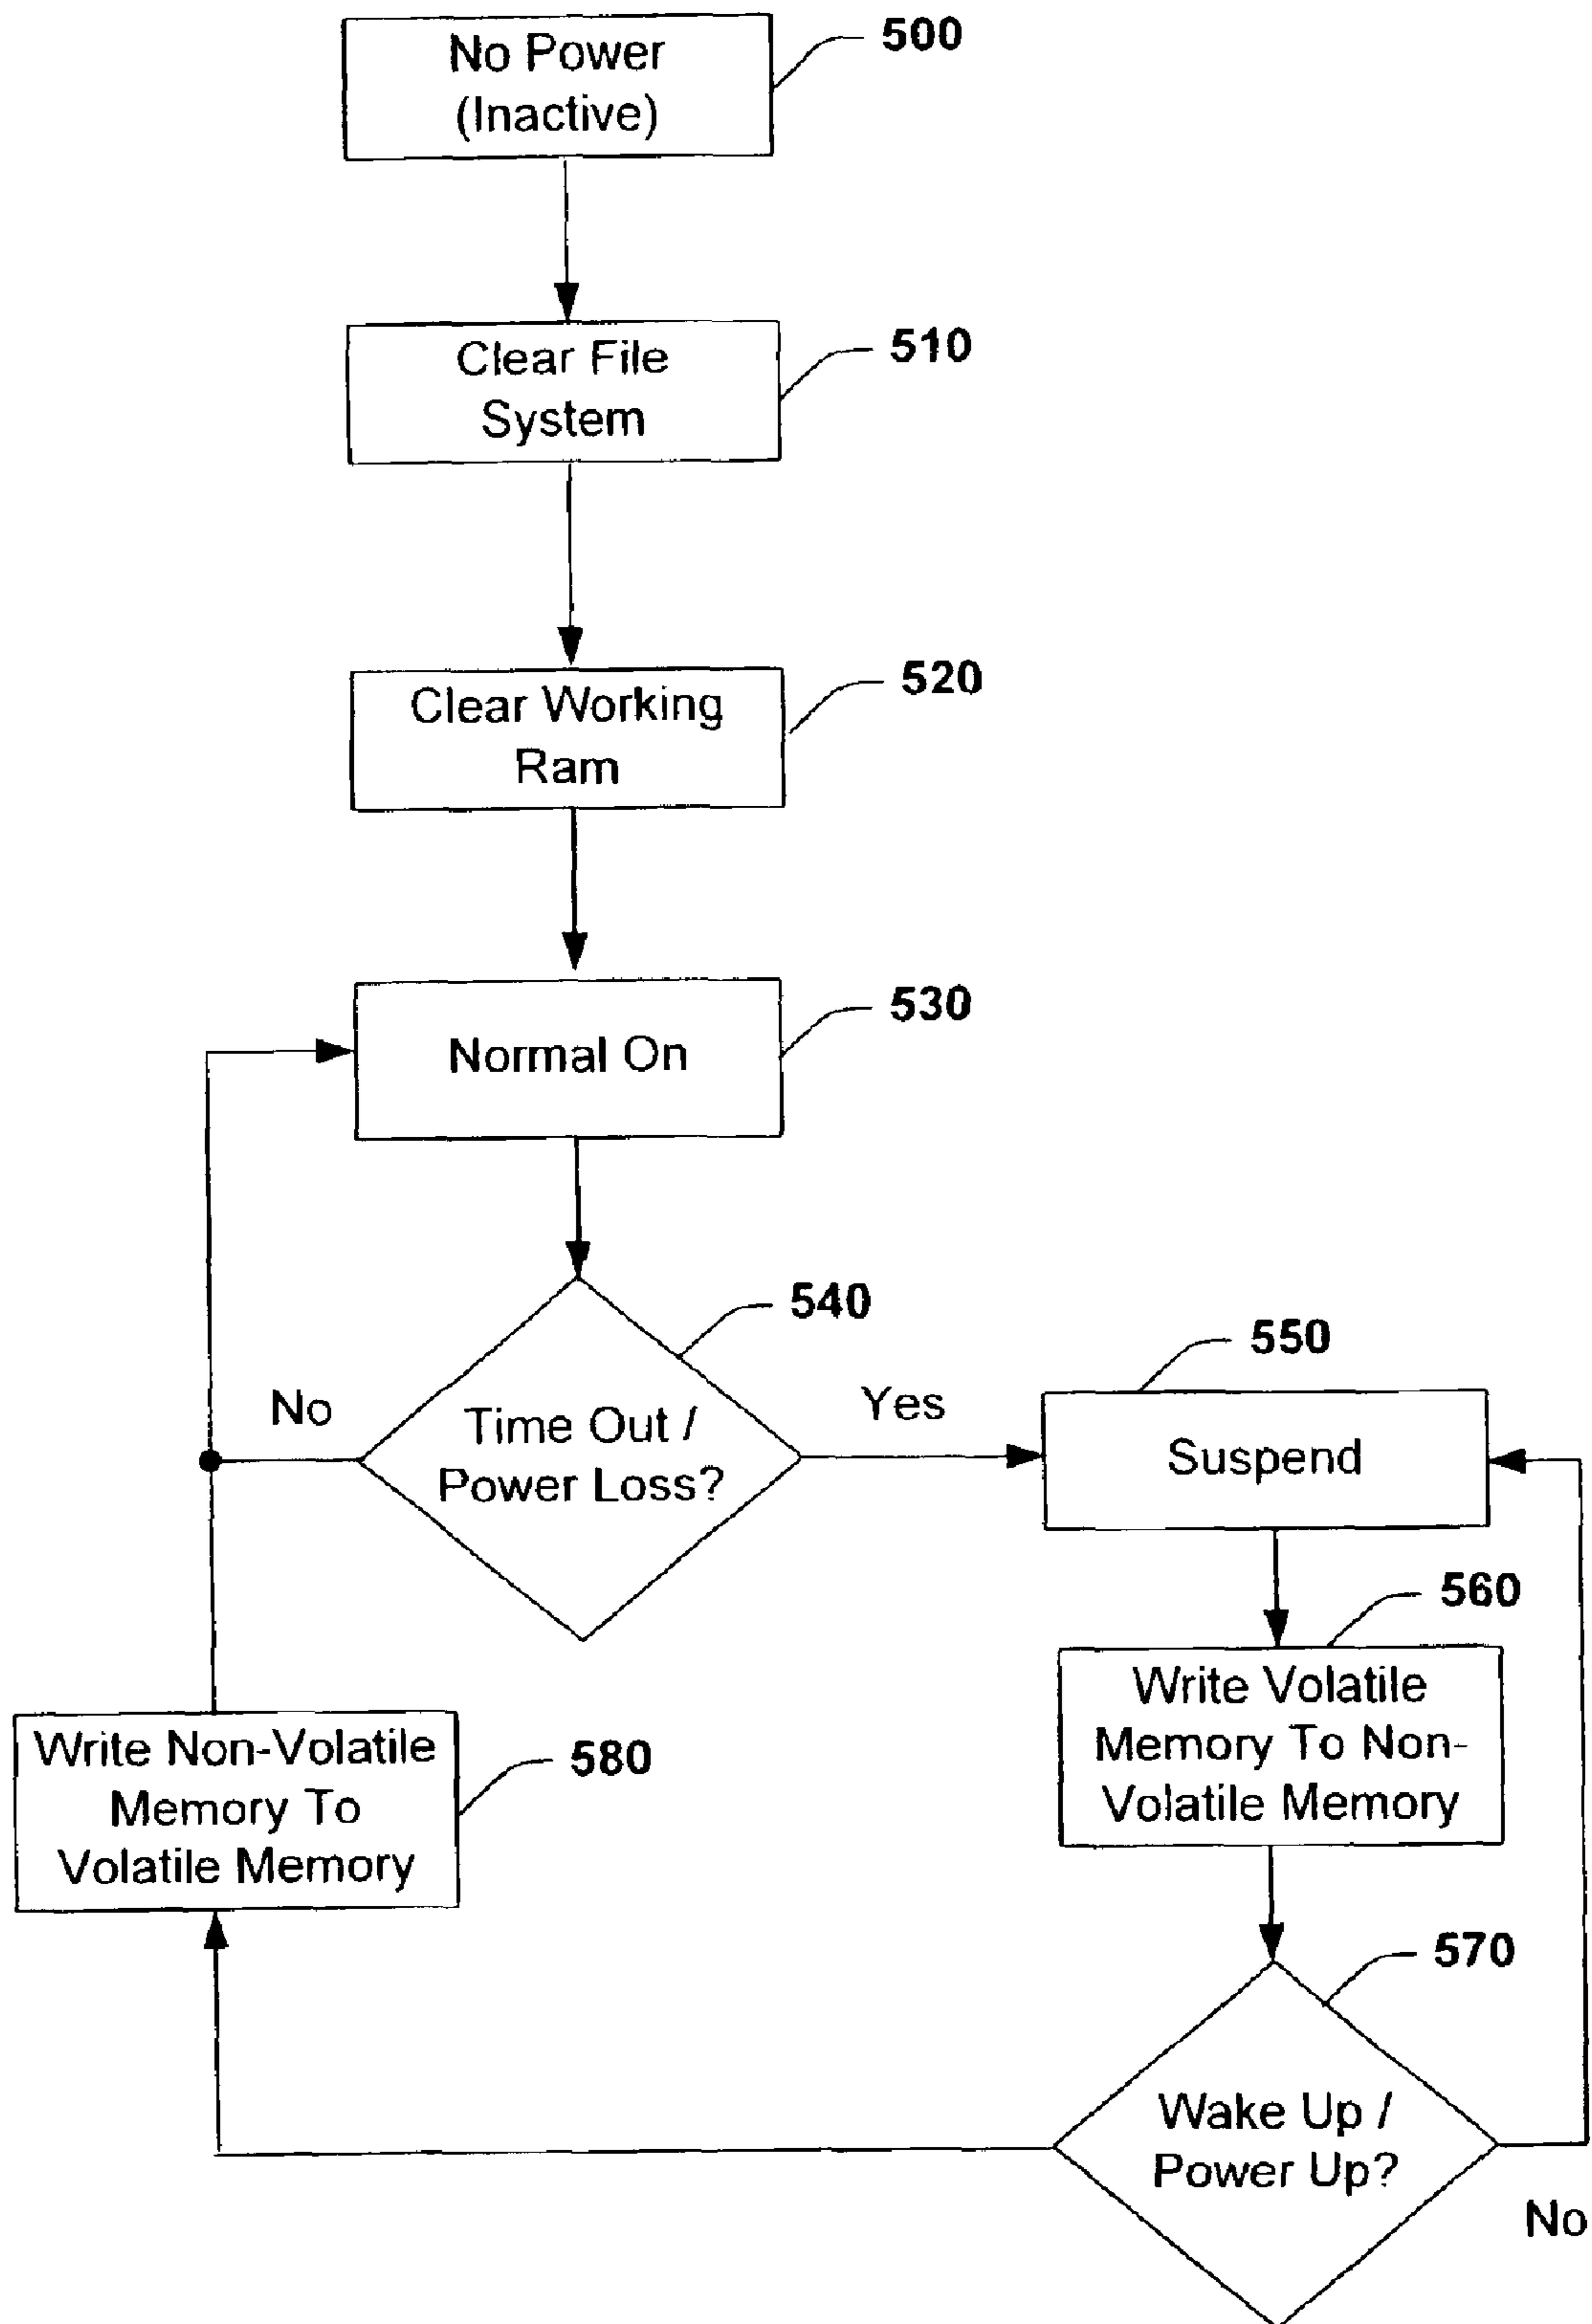 No Power
(Inactive)
500
Clear File
System
510
Clear Working
Ram
520
Normal On
530
540
Time Out /
Power Loss?
No
Yes
550
Suspend
560
Write Volatile
Memory To Non-
Volatile Memory
Write Non-Volatile
Memory To
Volatile Memory
580
570
Wake Up /
Power Up?
No